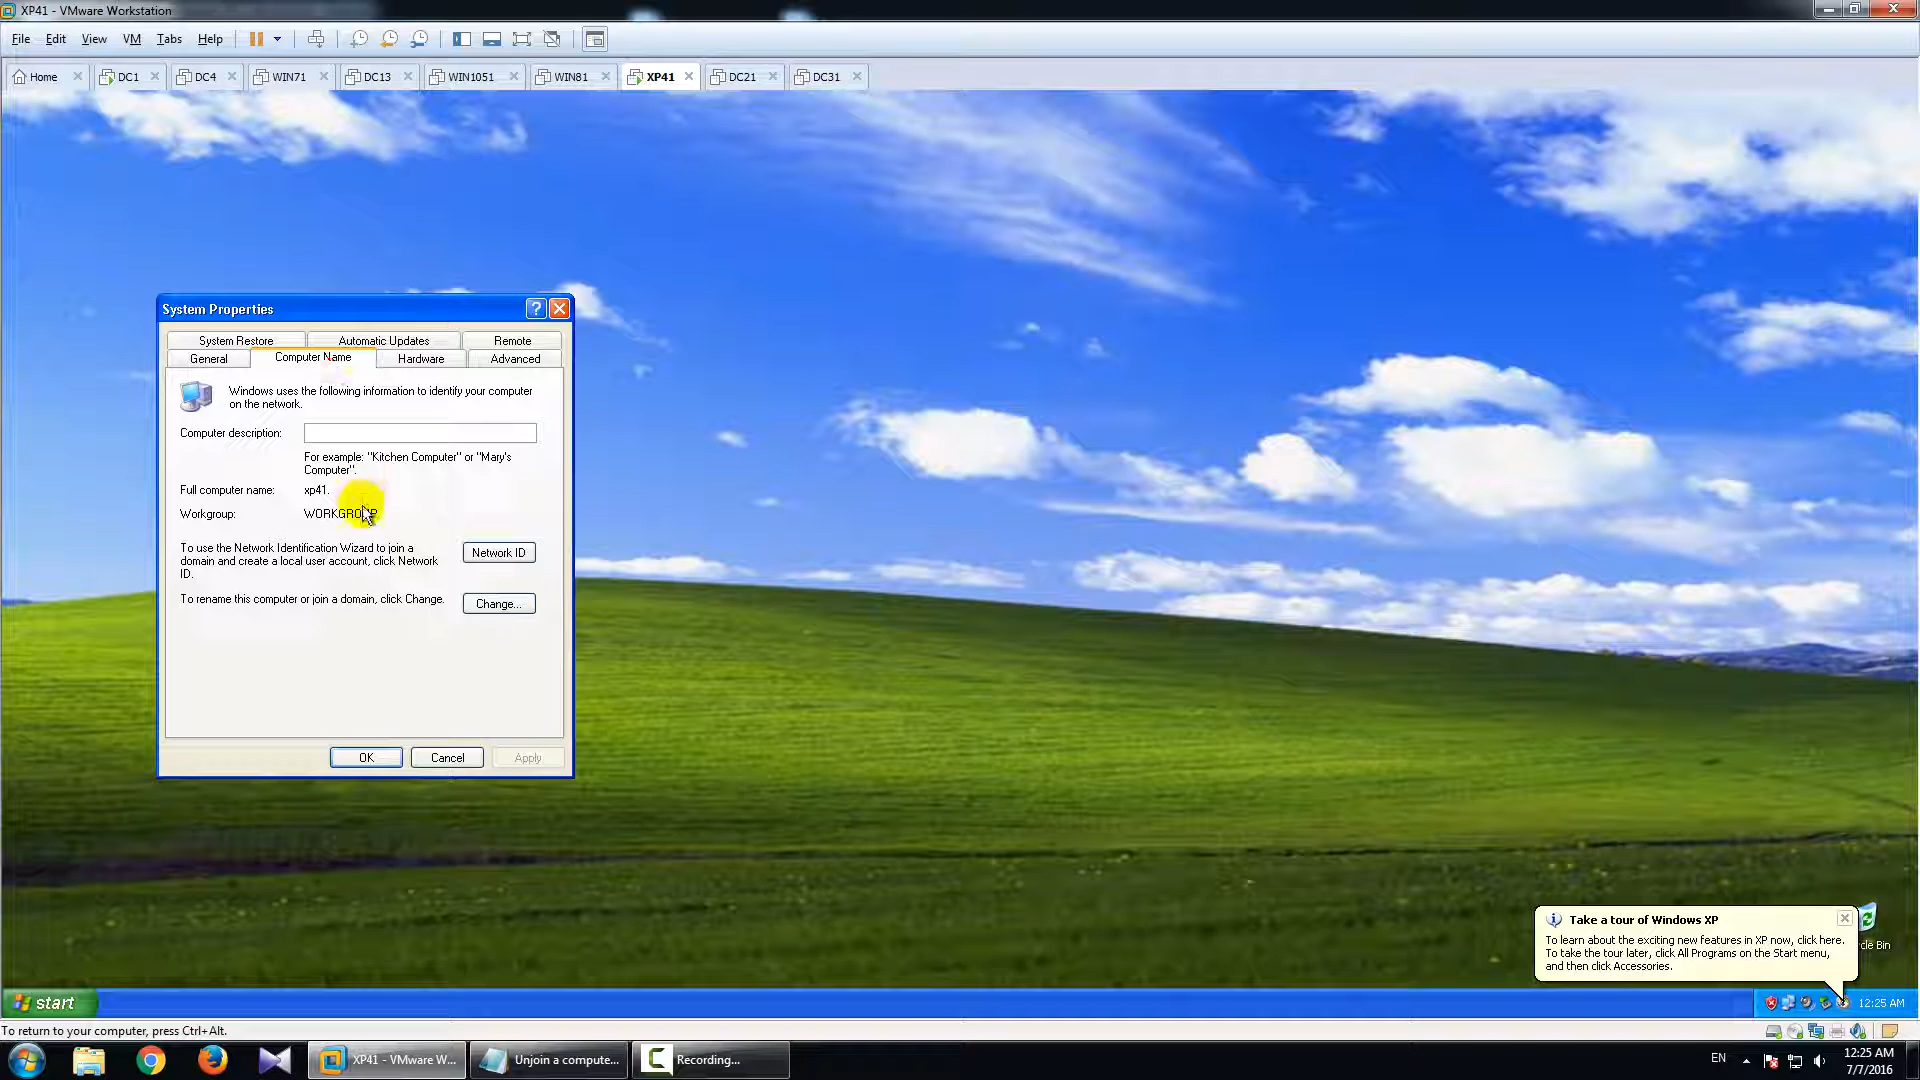 XP41 - VMware Workstation
File Edit View VM Tabs Help
Home DC1 DC4 WIN71 DC13 WIN1051 WIN81 XP41 DC21 DC31
System Properties
System Restore Automatic Updates Remote
General Computer Name Hardware Advanced
Windows uses the following information to identify your computer
on the network.
Computer description:
For example: "Kitchen Computer" or "Mary's
Computer".
Full computer name: xp41.
Workgroup: WORKGROUP
To use the Network Identification Wizard to join a
domain and create a local user account, click Network
ID.
Network ID
To rename this computer or join a domain, click Change.
Change...
OK Cancel Apply
Take a tour of Windows XP
To learn about the exciting new features in XP now, click here.
To take the tour later, click All Programs on the Start menu,
and then click Accessories.
start
12:25 AM
To return to your computer, press Ctrl+Alt.
XP41 - VMware W...
Unjoin a compute...
Recording...
EN
12:25 AM
7/7/2016